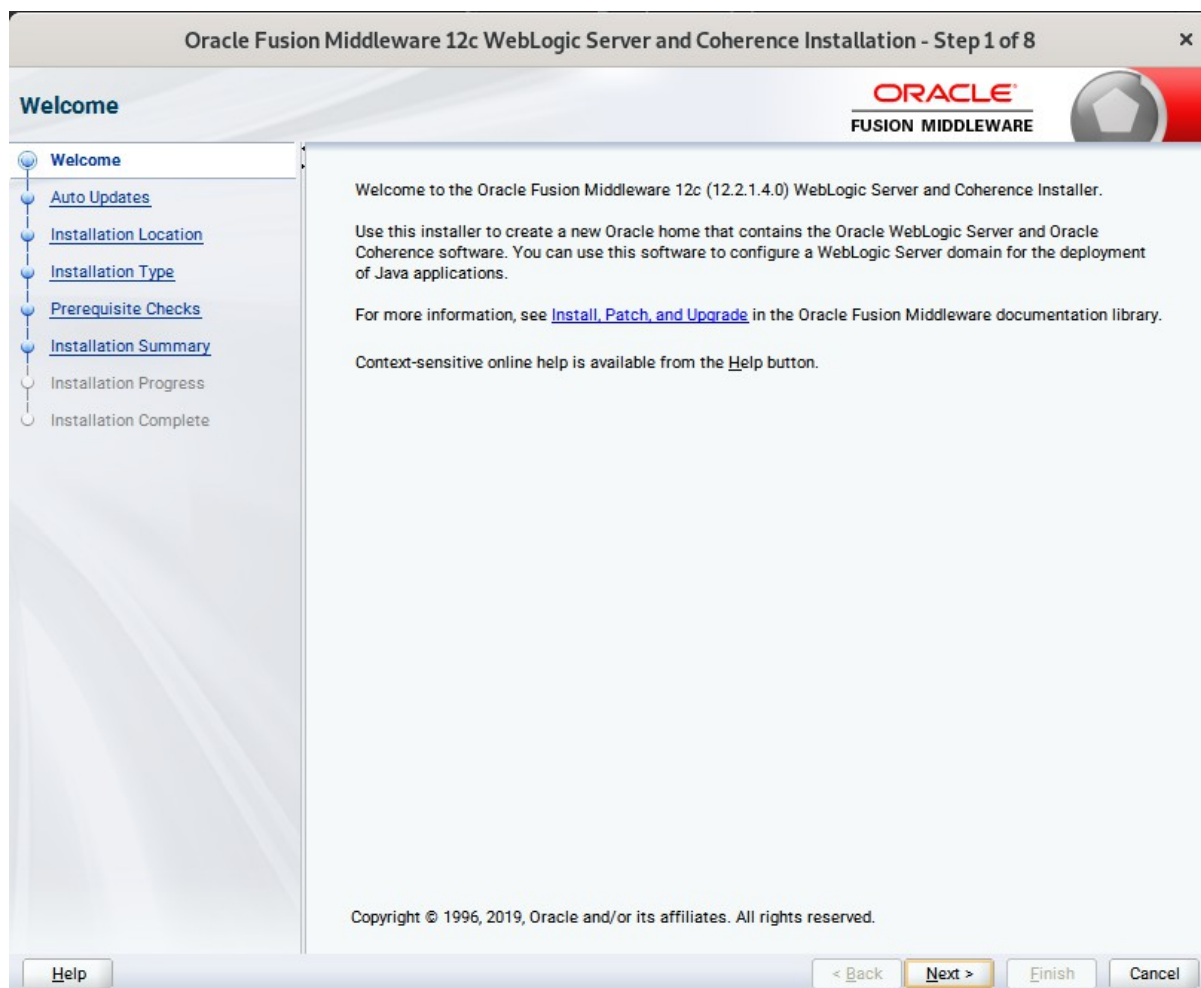 Oracle Fusion Middleware 12c WebLogic Server and Coherence Installation - Step 1 of 8
Welcome
ORACLE
FUSION MIDDLEWARE
Welcome
Auto Updates
Installation Location
Installation Type
Prerequisite Checks
Installation Summary
Installation Progress
Installation Complete
Welcome to the Oracle Fusion Middleware 12c (12.2.1.4.0) WebLogic Server and Coherence Installer.
Use this installer to create a new Oracle home that contains the Oracle WebLogic Server and Oracle
Coherence software. You can use this software to configure a WebLogic Server domain for the deployment
of Java applications.
For more information, see Install, Patch, and Upgrade in the Oracle Fusion Middleware documentation library.
Context-sensitive online help is available from the Help button.
Copyright © 1996, 2019, Oracle and/or its affiliates. All rights reserved.
Help
< Back
Next >
Finish
Cancel